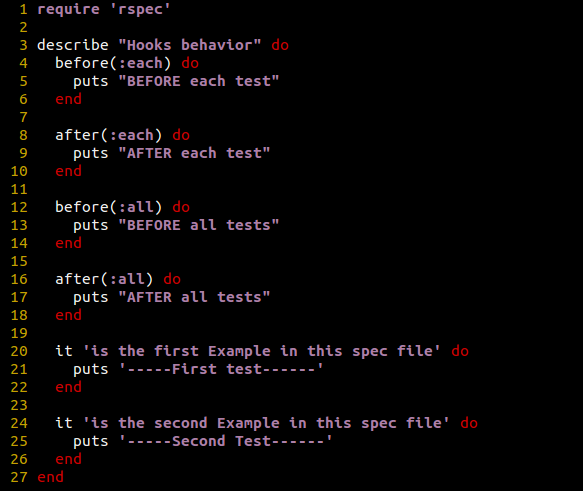 1 require 'rspec'
2
3 describe "Hooks behavior" do
4   before(:each) do
5     puts "BEFORE each test"
6   end
7
8   after(:each) do
9     puts "AFTER each test"
10   end
11
12   before(:all) do
13     puts "BEFORE all tests"
14   end
15
16   after(:all) do
17     puts "AFTER all tests"
18   end
19
20   it 'is the first Example in this spec file' do
21     puts '-----First test------'
22   end
23
24   it 'is the second Example in this spec file' do
25     puts '-----Second Test------'
26   end
27 end